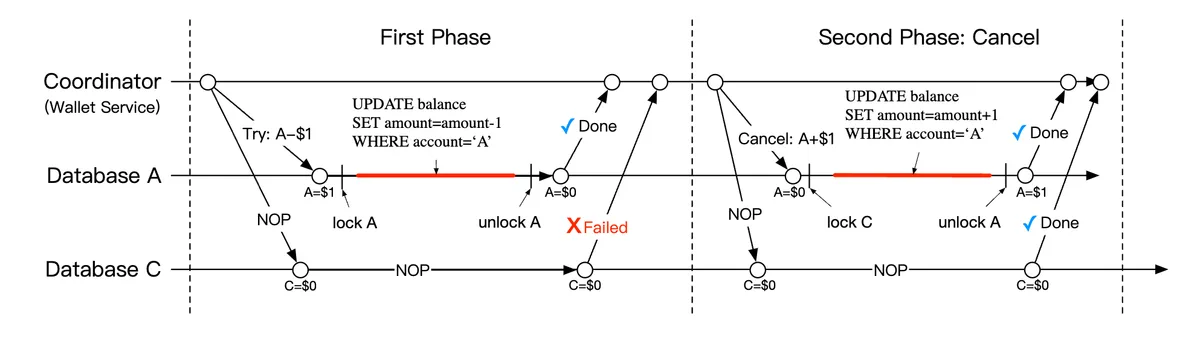 First Phase
Second Phase: Cancel
Coordinator
(Wallet Service)
UPDATE balance
SET amount=amount-1
WHERE account=‘A’
UPDATE balance
SET amount=amount+1
WHERE account=‘A’
Try: A−$1
✓ Done
Cancel: A+$1
✓ Done
Database A
A=$1
A=$0
A=$0
A=$1
NOP
lock A
unlock A
X Failed
NOP
lock C
unlock A
✓ Done
Database C
NOP
NOP
C=$0
C=$0
C=$0
C=$0